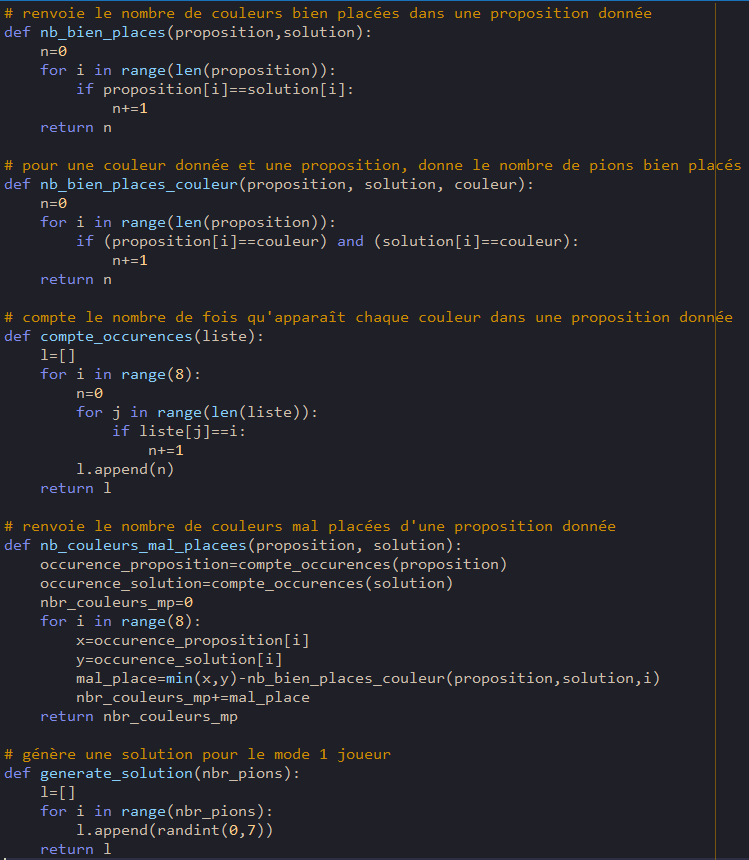 # renvoie le nombre de couleurs bien placées dans une proposition donnée
def nb_bien_places(proposition,solution):
    n=0
    for i in range(len(proposition)):
        if proposition[i]==solution[i]:
            n+=1
    return n

# pour une couleur donnée et une proposition, donne le nombre de pions bien placés
def nb_bien_places_couleur(proposition, solution, couleur):
    n=0
    for i in range(len(proposition)):
        if (proposition[i]==couleur) and (solution[i]==couleur):
            n+=1
    return n

# compte le nombre de fois qu'apparaît chaque couleur dans une proposition donnée
def compte_occurences(liste):
    l=[]
    for i in range(8):
        n=0
        for j in range(len(liste)):
            if liste[j]==i:
                n+=1
        l.append(n)
    return l

# renvoie le nombre de couleurs mal placées d'une proposition donnée
def nb_couleurs_mal_placees(proposition, solution):
    occurence_proposition=compte_occurences(proposition)
    occurence_solution=compte_occurences(solution)
    nbr_couleurs_mp=0
    for i in range(8):
        x=occurence_proposition[i]
        y=occurence_solution[i]
        mal_place=min(x,y)-nb_bien_places_couleur(proposition,solution,i)
        nbr_couleurs_mp+=mal_place
    return nbr_couleurs_mp

# génère une solution pour le mode 1 joueur
def generate_solution(nbr_pions):
    l=[]
    for i in range(nbr_pions):
        l.append(randint(0,7))
    return l